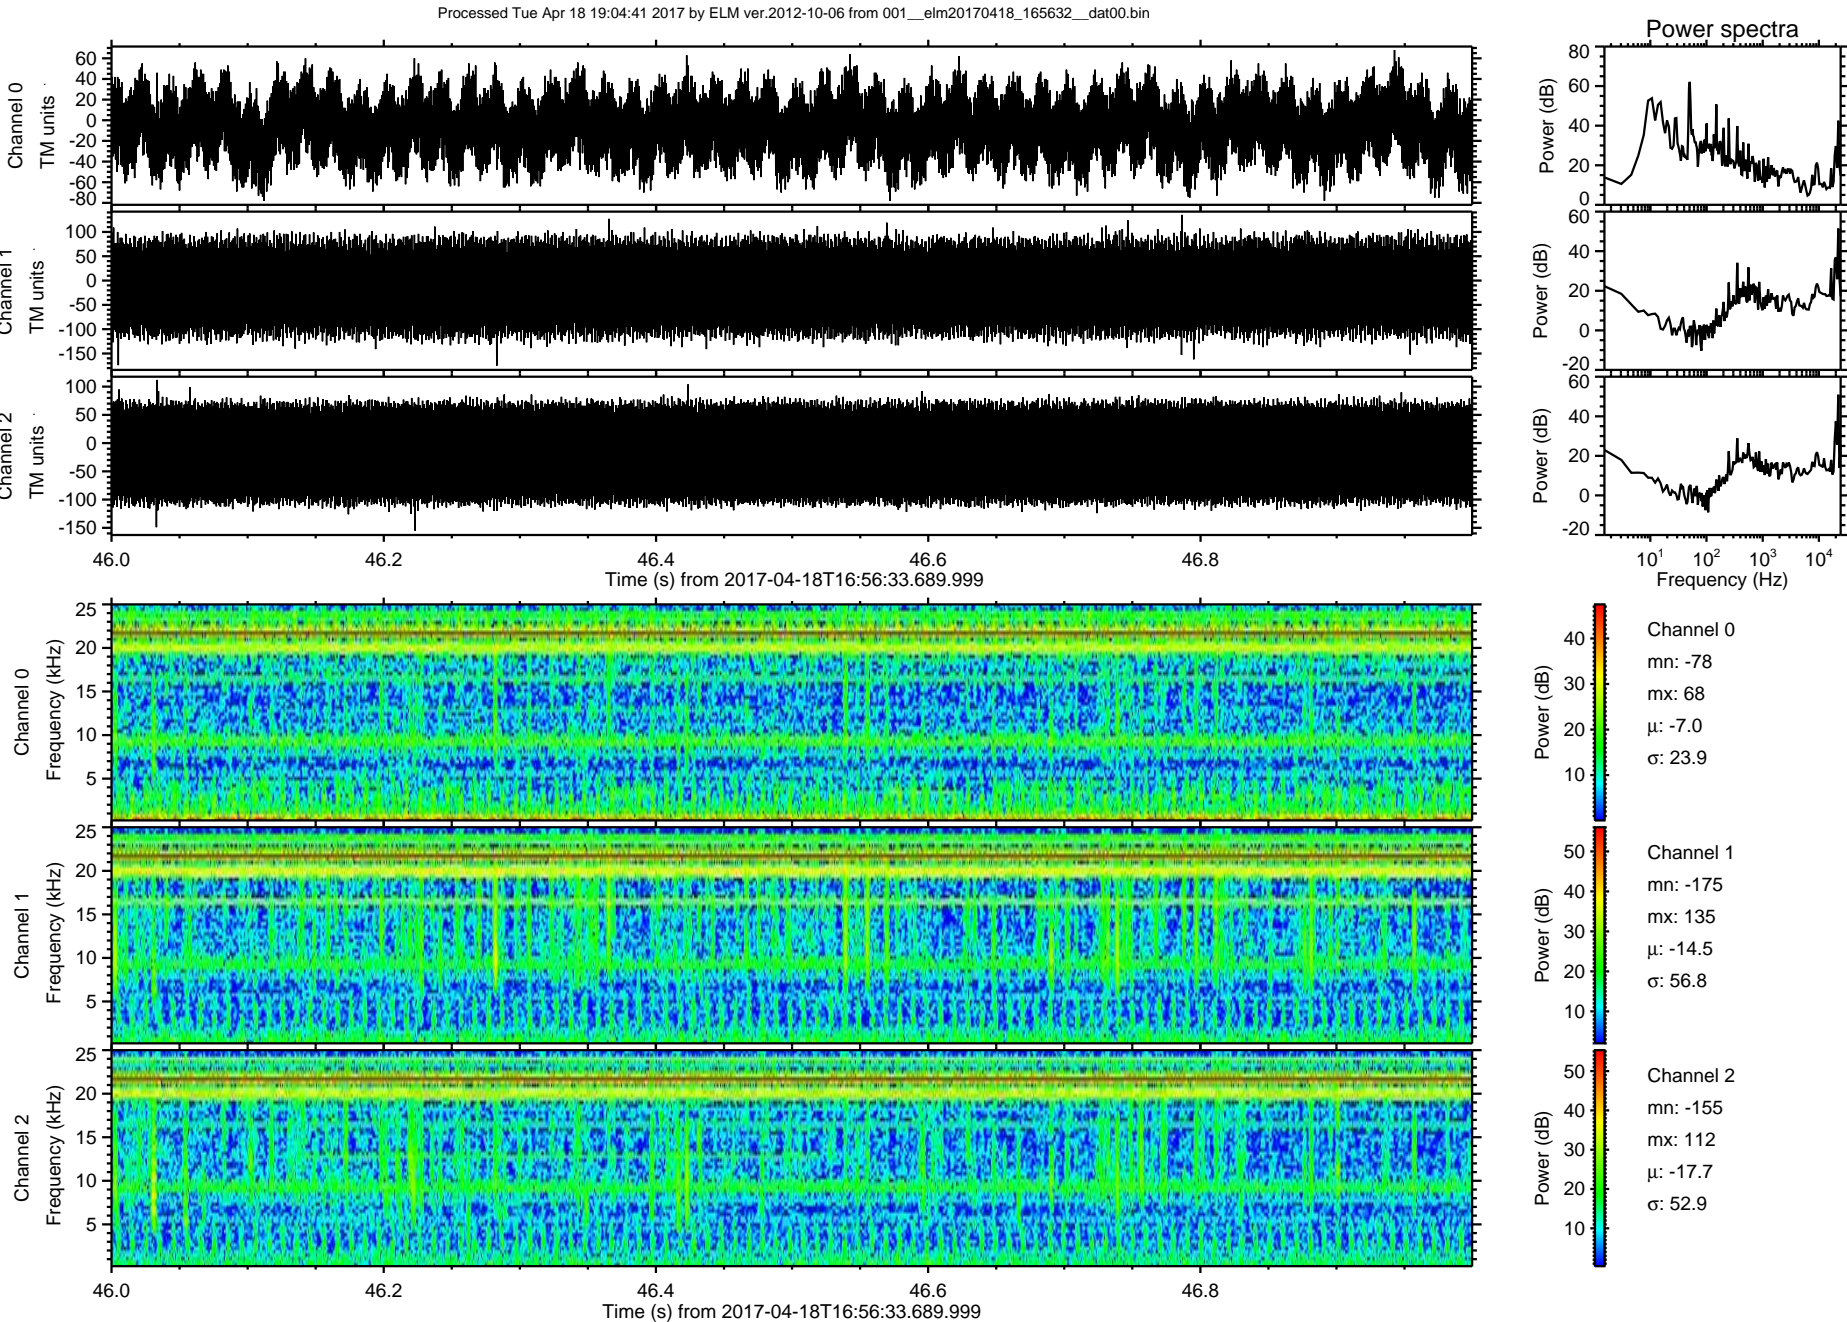 Processed Tue Apr 18 19:04:41 2017 by ELM ver.2012-10-06 from 001__elm20170418_165632__dat00.bin
Power spectra
Channel 0
TM units
60
40
20
0
-20
-40
-60
-80
Power (dB)
80
60
40
20
0
Channel 1
TM units
100
50
0
-50
-100
-150
Power (dB)
60
40
20
0
-20
Channel 2
TM units
100
50
0
-50
-100
-150
Power (dB)
60
40
20
0
-20
46.0 46.2 46.4 46.6 46.8
Time (s) from 2017-04-18T16:56:33.689.999
10^1 10^2 10^3 10^4
Frequency (Hz)
Channel 0
Frequency (kHz)
25
20
15
10
5
Power (dB)
40
30
20
10
Channel 0
mn: -78
mx: 68
μ: -7.0
σ: 23.9
Channel 1
Frequency (kHz)
25
20
15
10
5
Power (dB)
50
40
30
20
10
Channel 1
mn: -175
mx: 135
μ: -14.5
σ: 56.8
Channel 2
Frequency (kHz)
25
20
15
10
5
Power (dB)
50
40
30
20
10
Channel 2
mn: -155
mx: 112
μ: -17.7
σ: 52.9
46.0 46.2 46.4 46.6 46.8
Time (s) from 2017-04-18T16:56:33.689.999